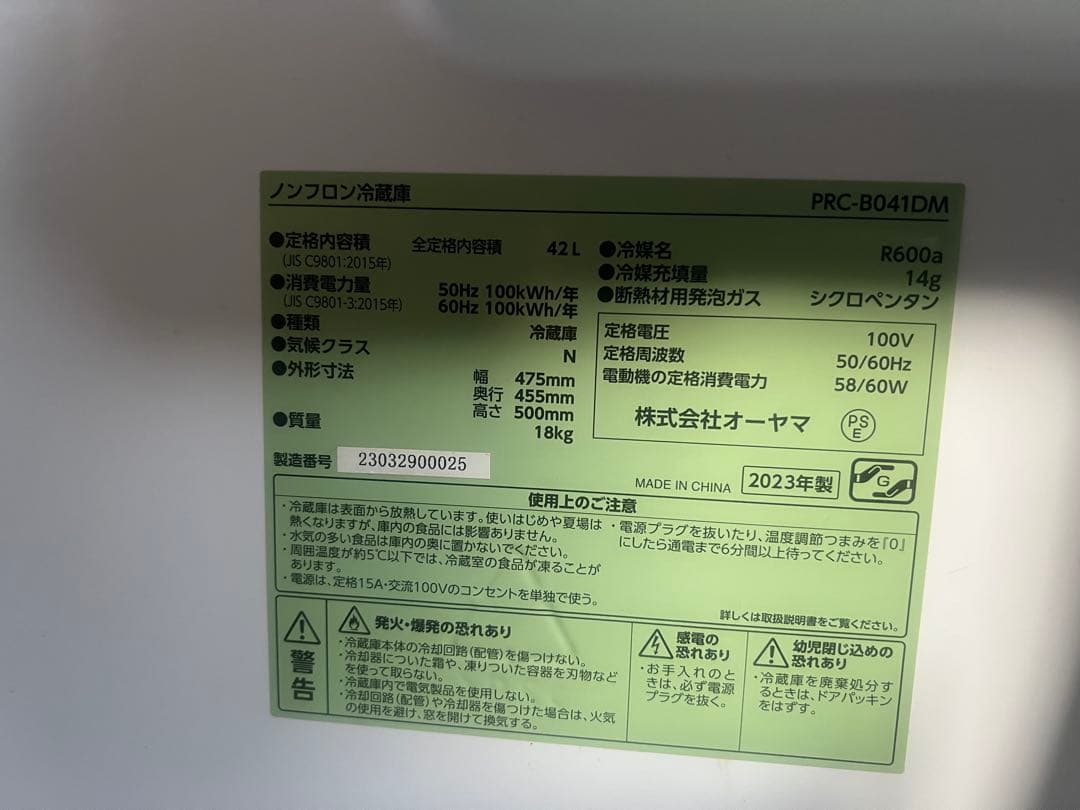 ノンフロン冷蔵庫
PRC-B041DM
●定格内容積 全定格内容積 42L
(JIS C9801:2015年)
●消費電力量 50Hz 100kWh/年
(JIS C9801-3:2015年) 60Hz 100kWh/年
●種類 冷蔵庫
●気候クラス N
●外形寸法 幅 475mm
奥行 455mm
高さ 500mm
●質量 18kg
製造番号 23032900025
●冷媒名 R600a
●冷媒充填量 14g
●断熱材用発泡ガス シクロペンタン
定格電圧 100V
定格周波数 50/60Hz
電動機の定格消費電力 58/60W
株式会社オーヤマ PSE
MADE IN CHINA 2023年製 G
使用上のご注意
・冷蔵庫は表面から放熱しています。使いはじめや夏場は
熱くなりますが、庫内の食品には影響ありません。
・水気の多い食品は庫内の奥に置かないでください。
・周囲温度が約5℃以下では、冷蔵室の食品が凍ることが
あります。
・電源は、定格15A・交流100Vのコンセントを単独で使う。
・電源プラグを抜いたり、温度調節つまみを『0』
にしたら通電まで6分間以上待ってください。
詳しくは取扱説明書をご覧ください。
警告
発火・爆発の恐れあり
・冷蔵庫本体の冷却回路(配管)を傷つけない。
・冷却器についた霜や、凍りついた容器を刃物など
を使って取らない。
・冷蔵庫内で電気製品を使用しない。
・冷却回路(配管)や冷却器を傷つけた場合は、火気
の使用を避け、窓を開けて換気する。
感電の
恐れあり
・お手入れのと
きは、必ず電源
プラグを抜く。
幼児閉じ込めの
恐れあり
・冷蔵庫を廃棄処分す
るときは、ドアパッキン
をはずす。